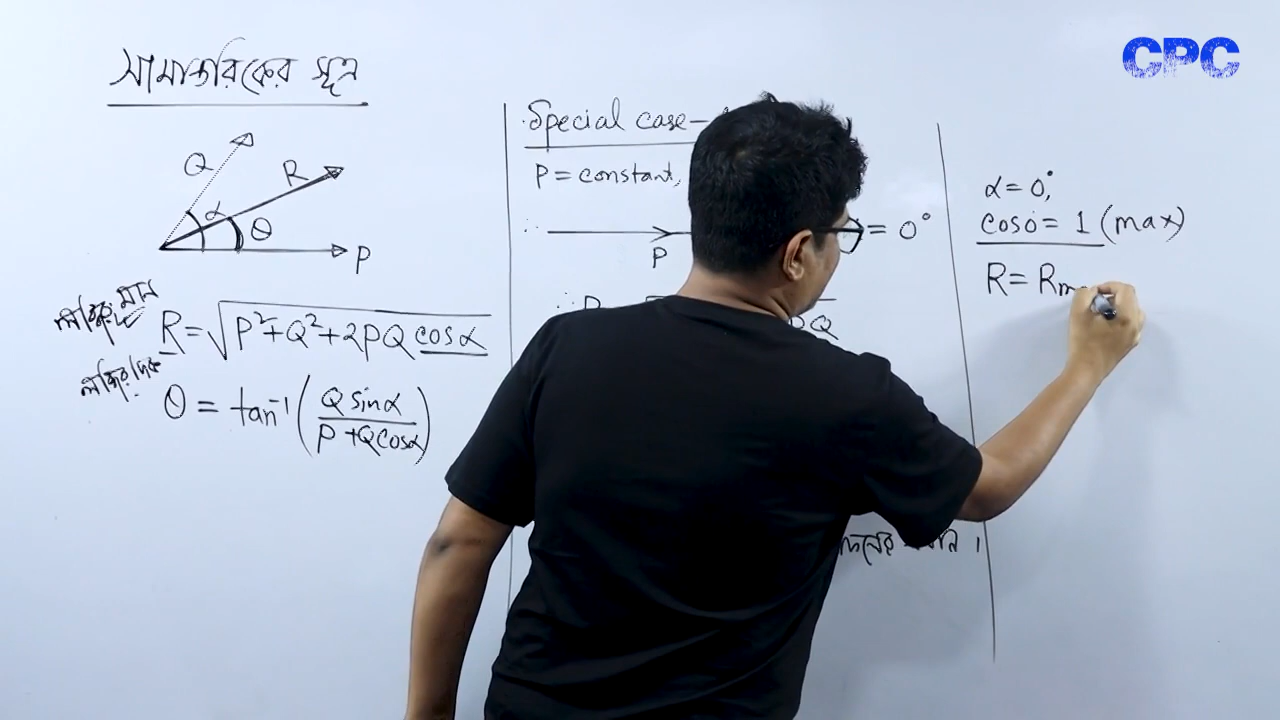 CPC
সামান্তরিকের সূত্র
Q
R
α
θ
P
লব্ধির মান
R = √P²+Q²+2PQ cosα
লব্ধির দিক
θ = tan⁻¹ (Q sinα / P+Qcosα)
Special case-
P = constant,
∴
P
= 0°
∴ R
PQ
α = 0°,
cos0 = 1 (max)
R = Rm